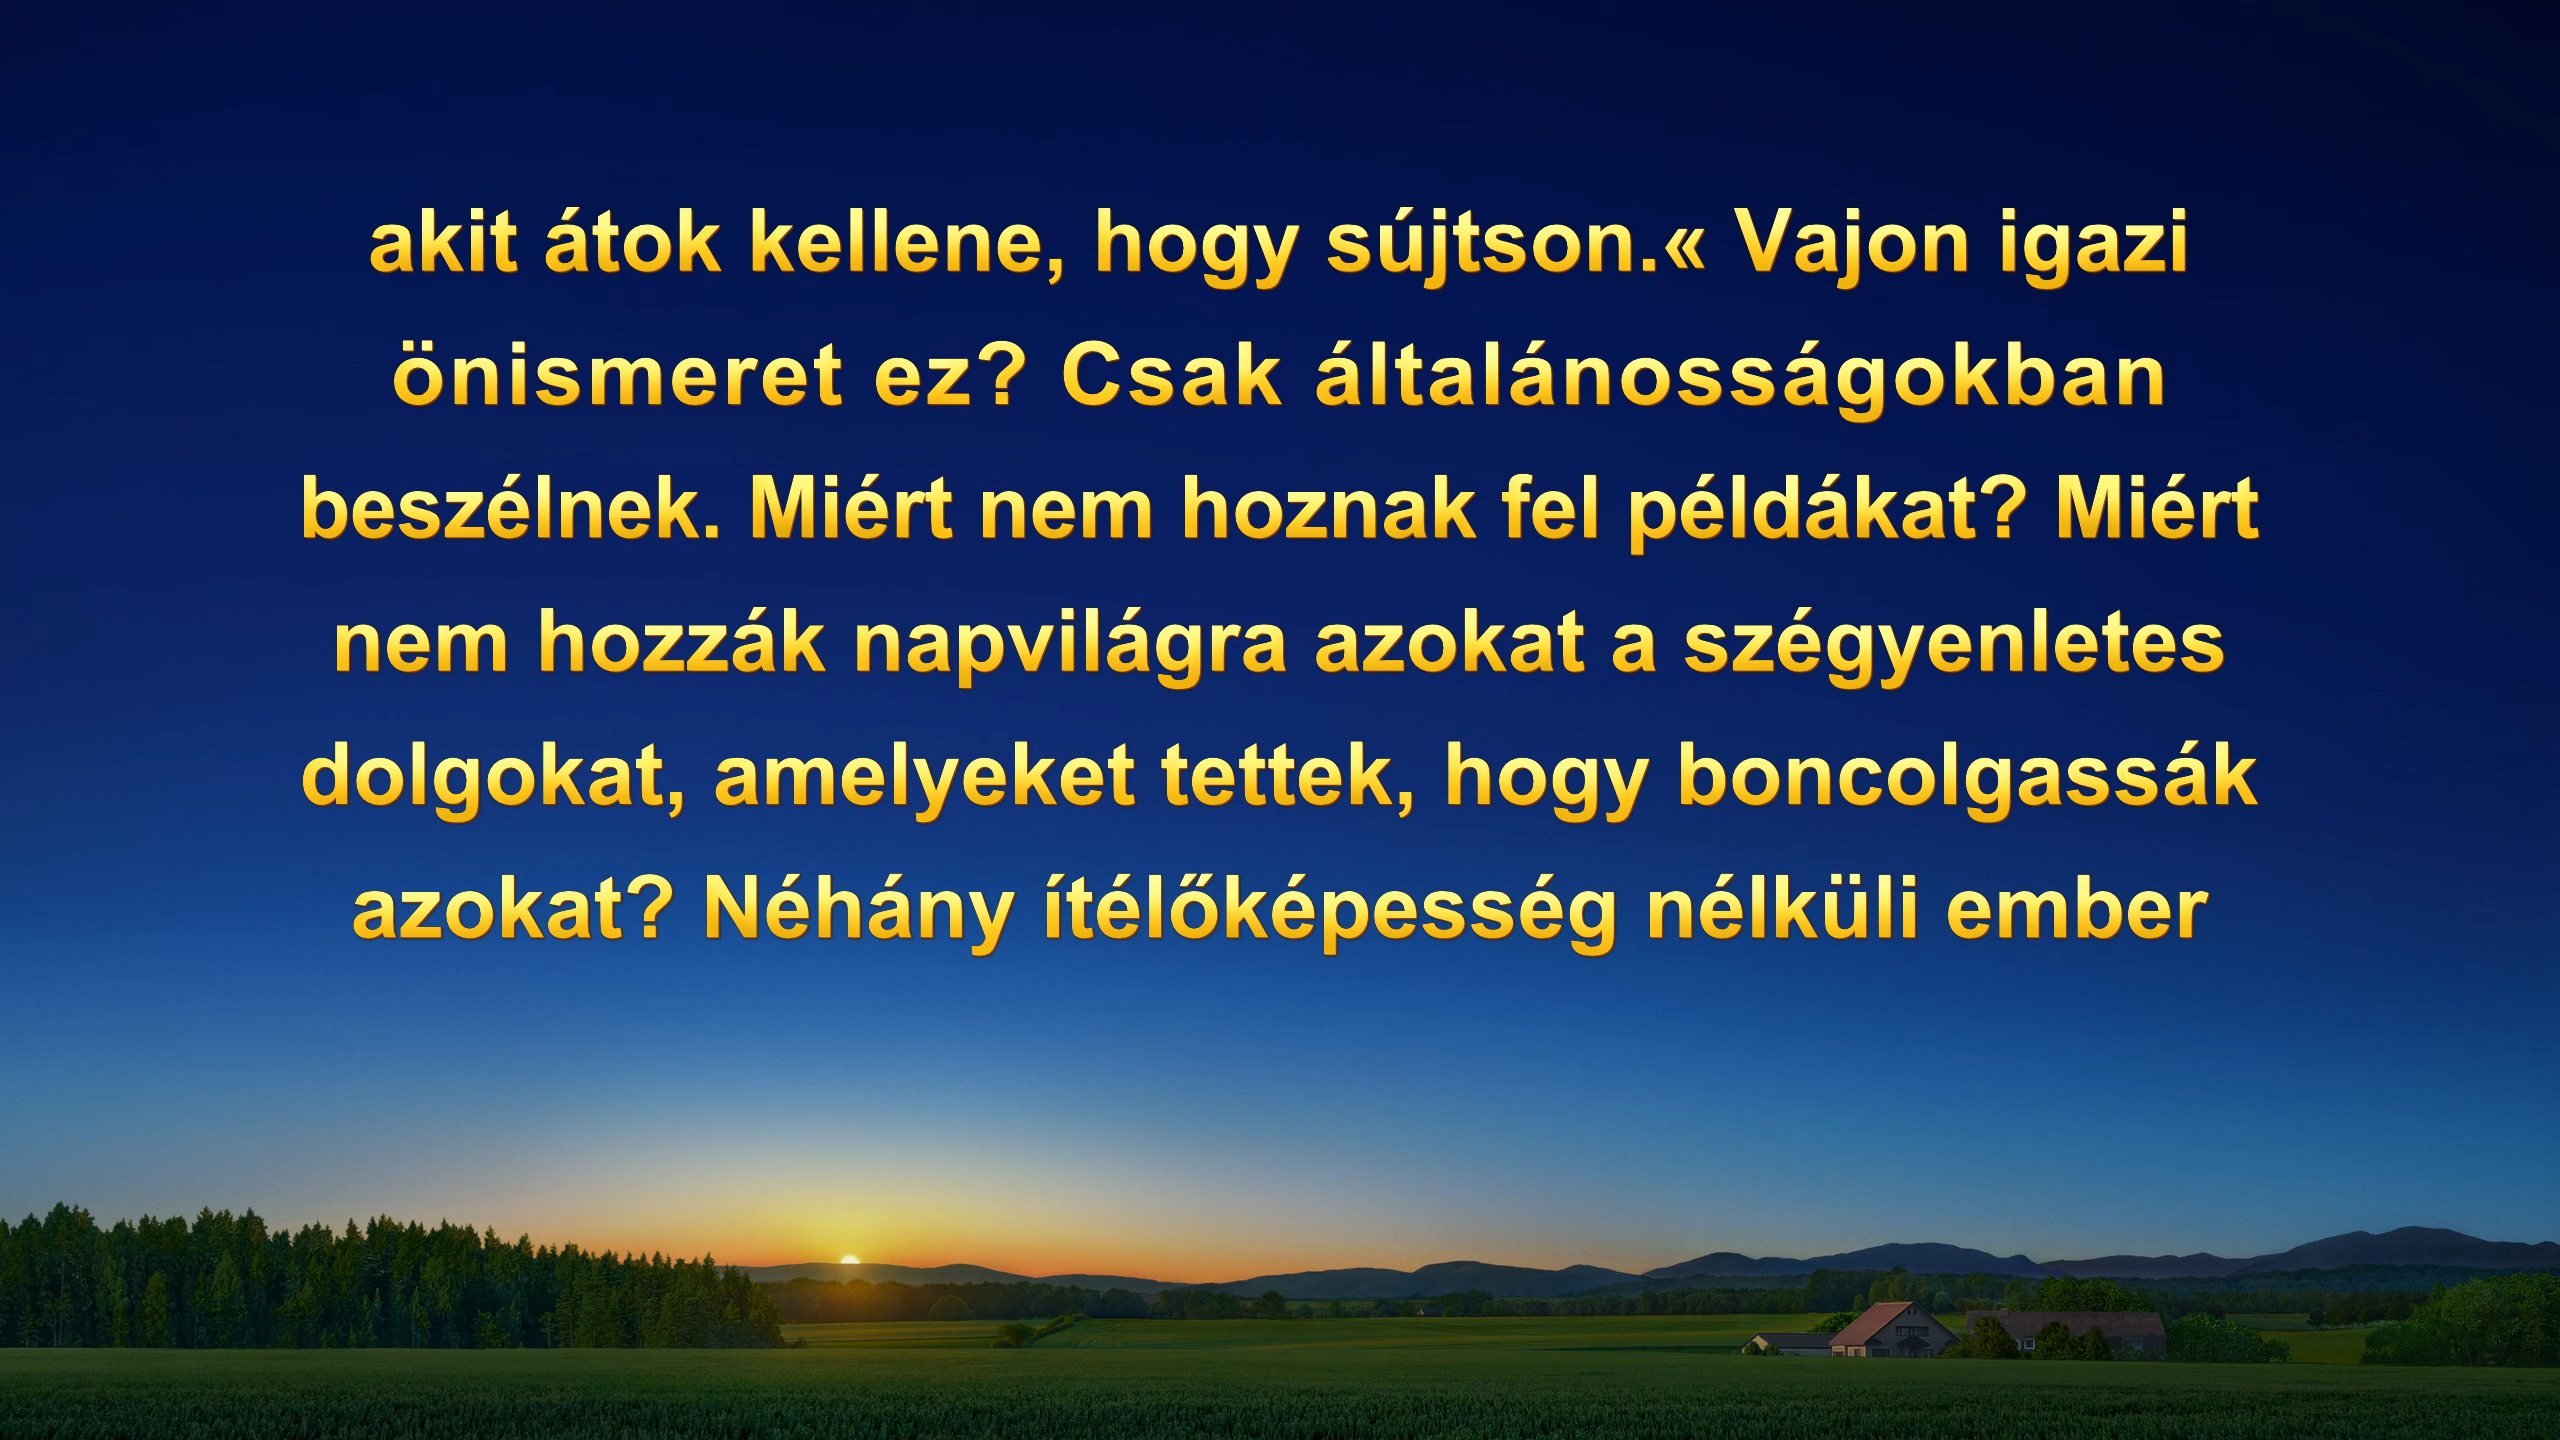 akit átok kellene, hogy sújtson.« Vajon igazi
önismeret ez? Csak általánosságokban
beszélnek. Miért nem hoznak fel példákat? Miért
nem hozzák napvilágra azokat a szégyenletes
dolgokat, amelyeket tettek, hogy boncolgassák
azokat? Néhány ítélőképesség nélküli ember